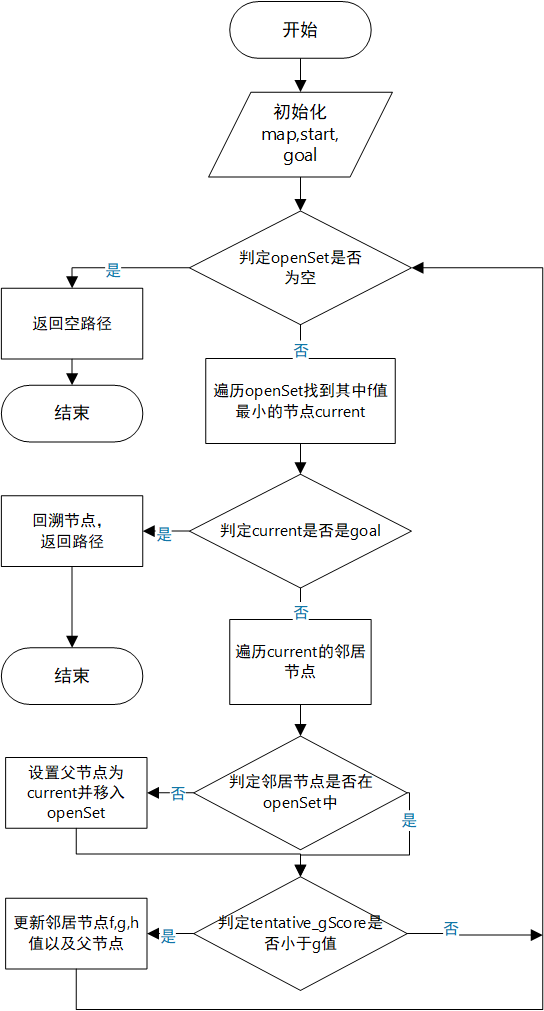 开始
初始化
map,start,
goal
判定openSet是否
为空
是
返回空路径
否
结束
遍历openSet找到其中f值
最小的节点current
回溯节点，
返回路径
是
判定current是否是goal
否
遍历current的邻居
节点
结束
设置父节点为
current并移入
openSet
否
判定邻居节点是否在
openSet中
是
更新邻居节点f,g,h
值以及父节点
是
判定tentative_gScore是
否小于g值
否